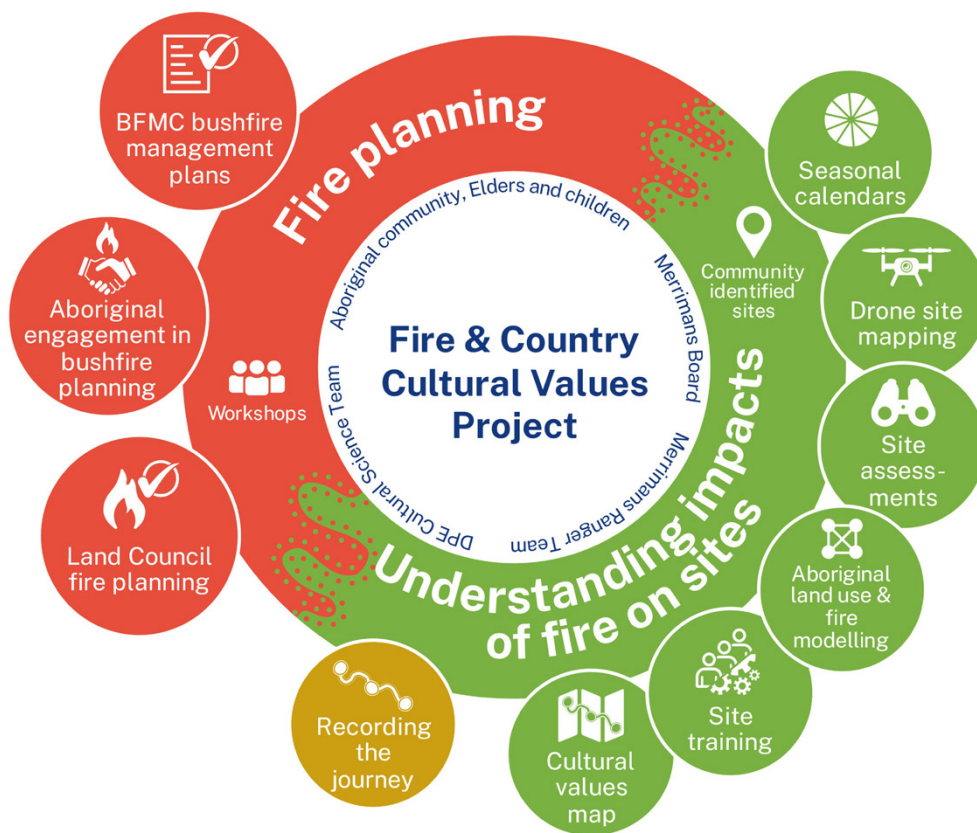 Fire & Country
Cultural Values
Project
Aboriginal community, Elders and children
Merrimans Board
Merrimans Ranger Team
DPE Cultural Science Team
Fire planning
Workshops
BFMC bushfire
management
plans
Aboriginal
engagement in
bushfire
planning
Land Council
fire planning
Understanding impacts
of fire on sites
Community
identified
sites
Seasonal
calendars
Drone site
mapping
Site
assess-
ments
Aboriginal
land use &
fire
modelling
Site
training
Cultural
values
map
Recording
the
journey